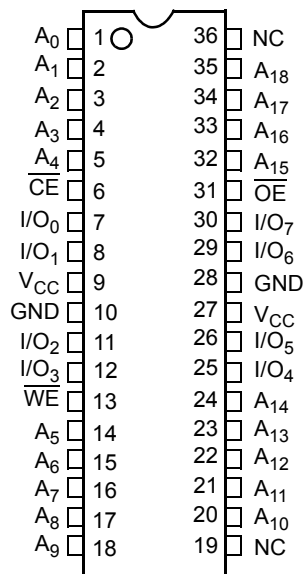 A0 1 36 NC
A1 2 35 A18
A2 3 34 A17
A3 4 33 A16
A4 5 32 A15
C̅E̅ 6 31 O̅E̅
I/O0 7 30 I/O7
I/O1 8 29 I/O6
VCC 9 28 GND
GND 10 27 VCC
I/O2 11 26 I/O5
I/O3 12 25 I/O4
W̅E̅ 13 24 A14
A5 14 23 A13
A6 15 22 A12
A7 16 21 A11
A8 17 20 A10
A9 18 19 NC